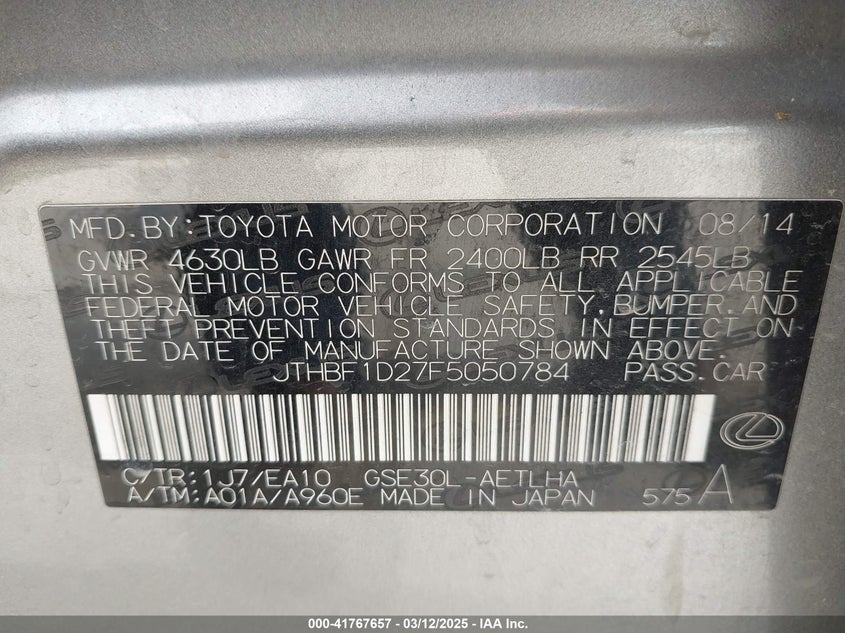 MFD.BY:TOYOTA MOTOR CORPORATION 08/14
GVWR 4630LB GAWR FR 2400LB RR 2545LB
THIS VEHICLE CONFORMS TO ALL APPLICABLE
FEDERAL MOTOR VEHICLE SAFETY,BUMPER,AND
THEFT PREVENTION STANDARDS IN EFFECT ON
THE DATE OF MANUFACTURE SHOWN ABOVE.
JTHBF1D27F5050784 PASS.CAR
C/TR:1J7/EA10 GSE30L-AETLHA
A/TM:A01A/A960E MADE IN JAPAN 575A
000-41767657 - 03/12/2025 - IAA Inc.